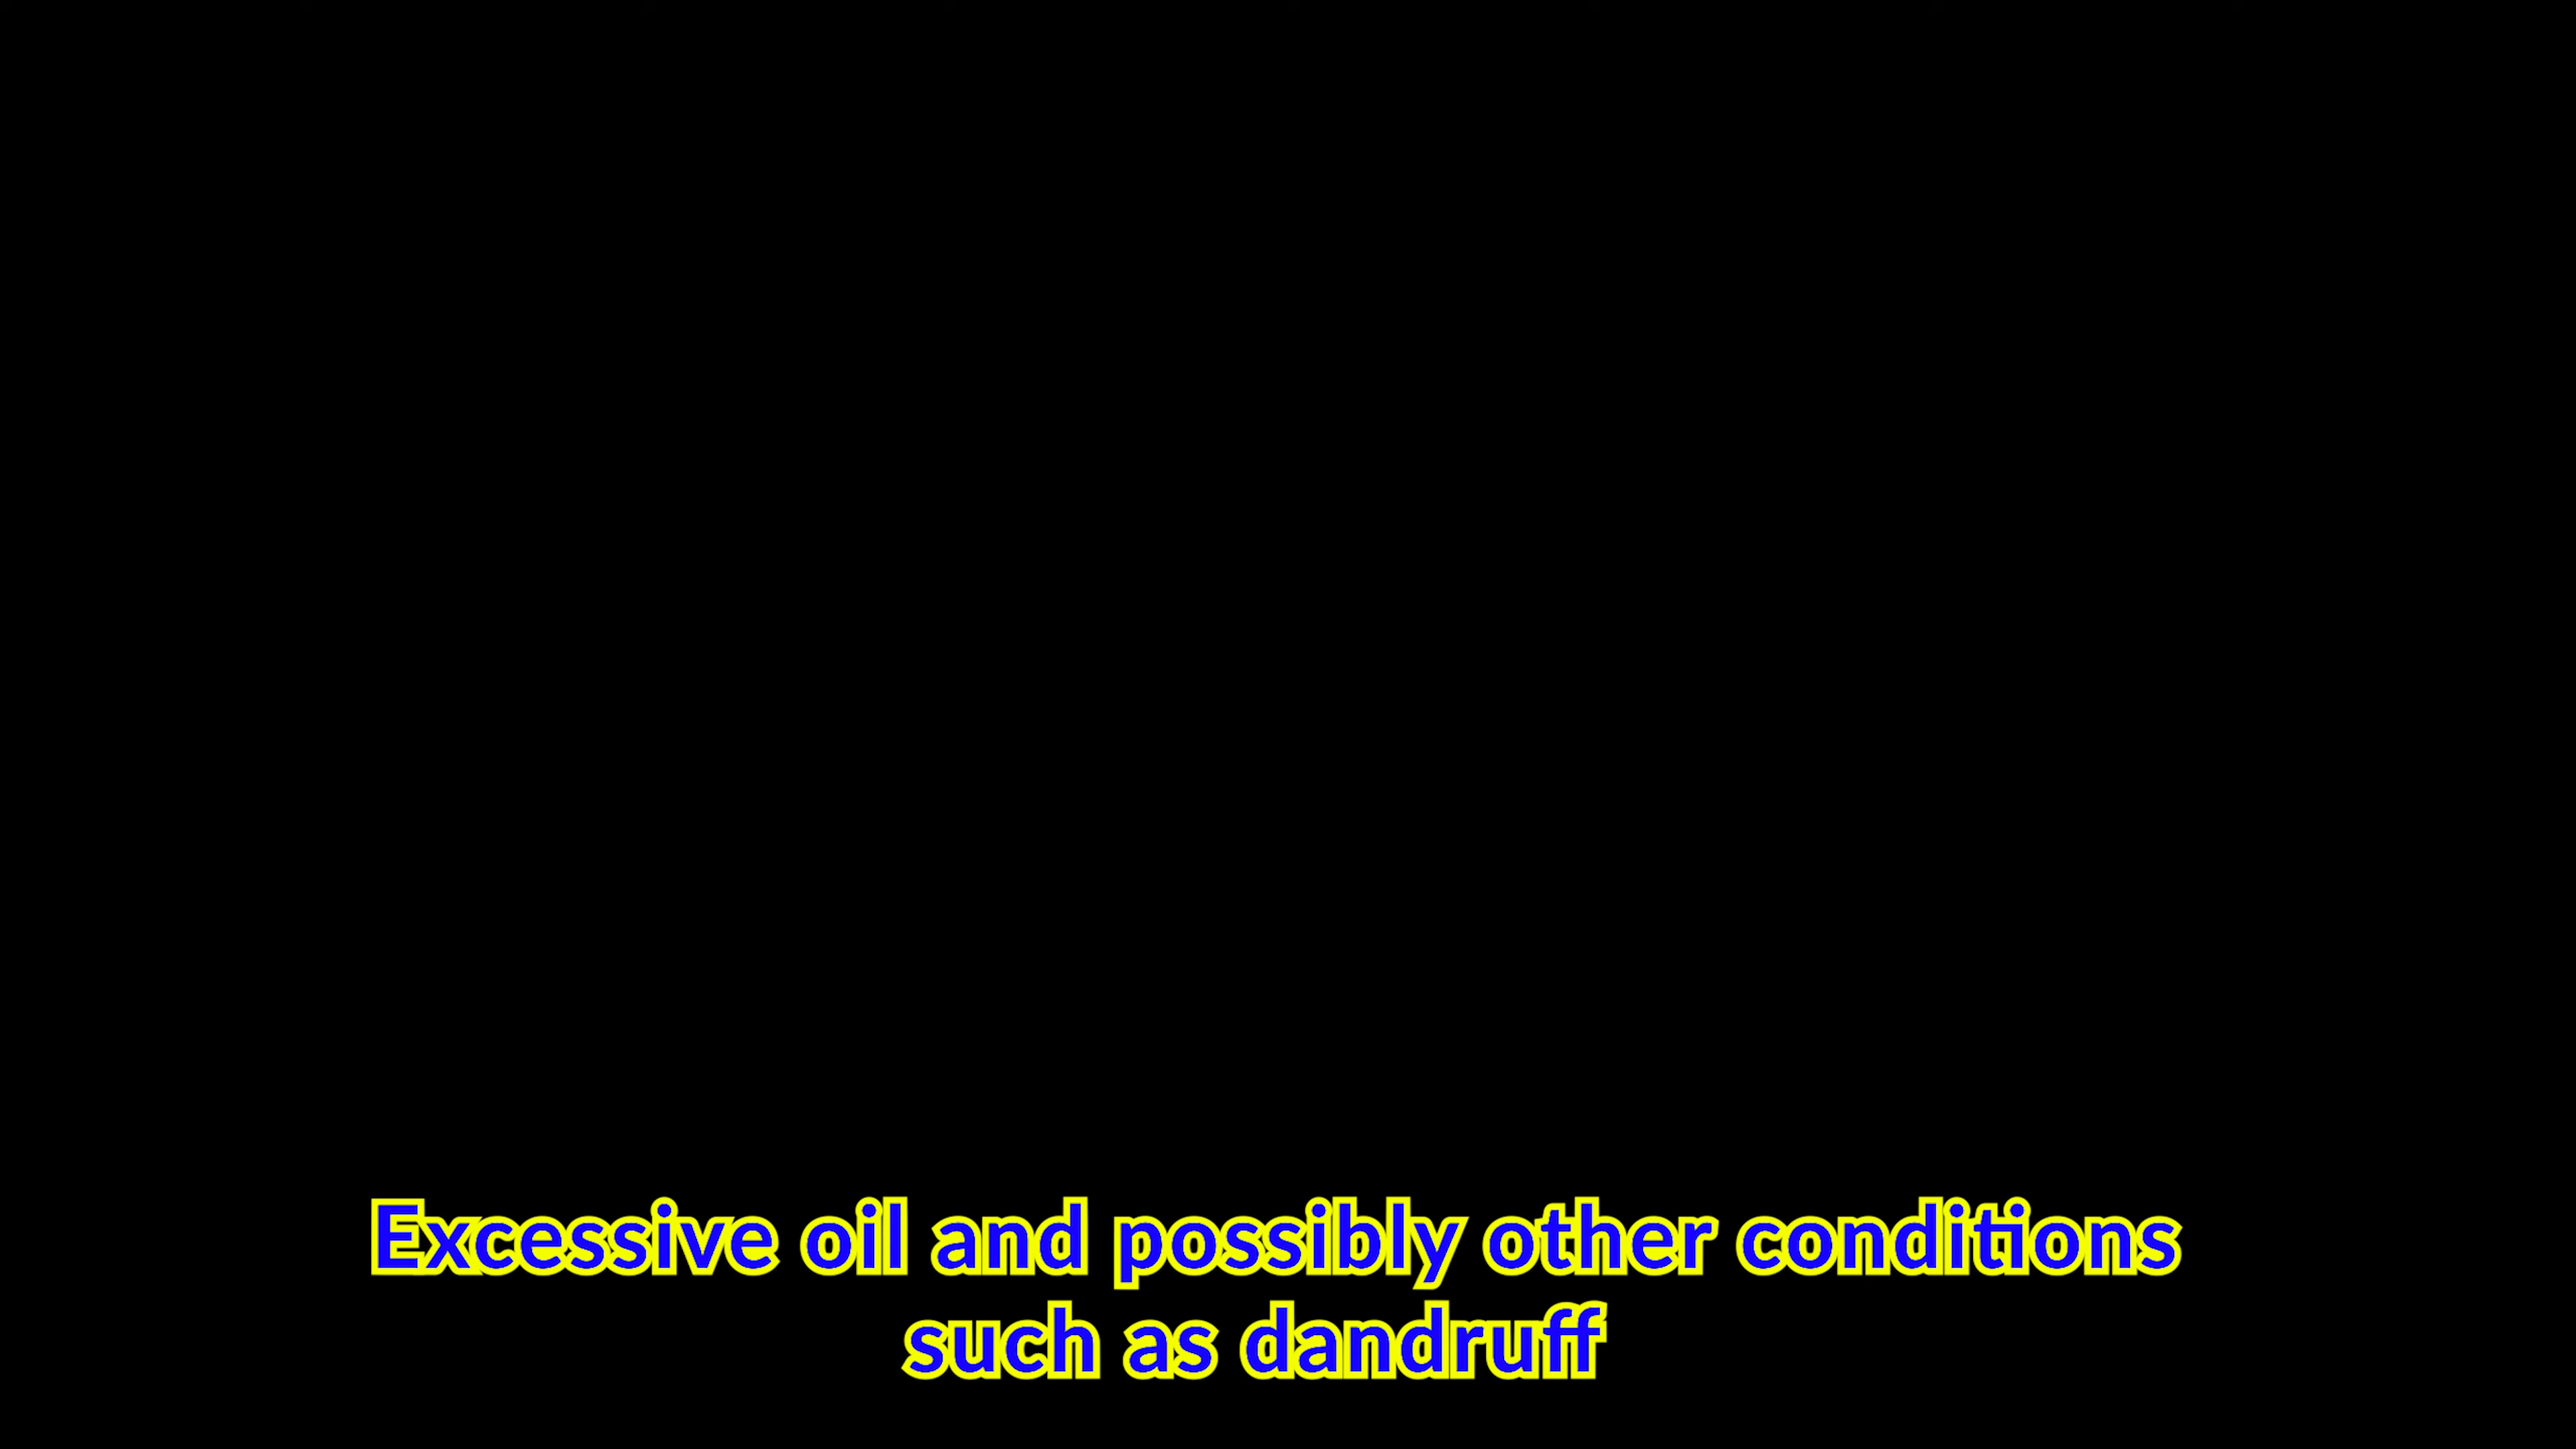 Excessive oil and possibly other conditions
such as dandruff